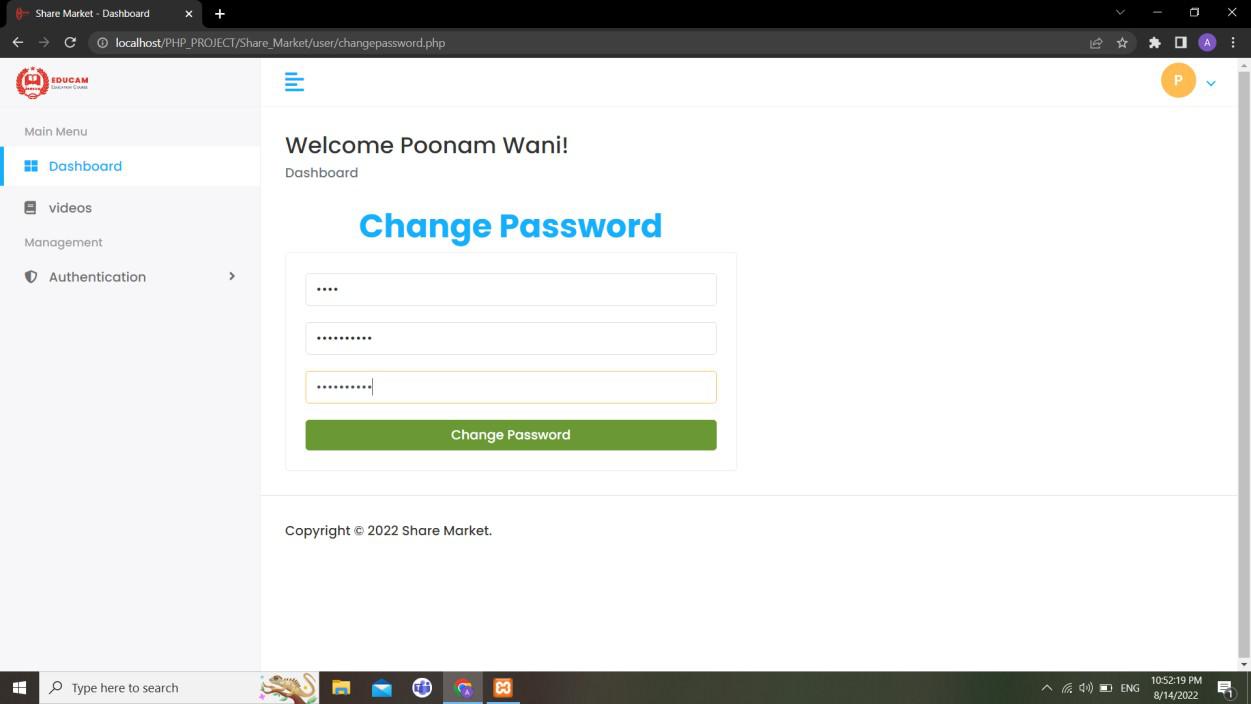 Share Market - Dashboard
localhost/PHP_PROJECT/Share_Market/user/changepassword.php
A
EDUCAM
P
Main Menu
Dashboard
videos
Management
Authentication
Welcome Poonam Wani!
Dashboard
Change Password
••••
••••••••••
••••••••••
Change Password
Copyright © 2022 Share Market.
Type here to search
ENG
10:52:19 PM
8/14/2022
1